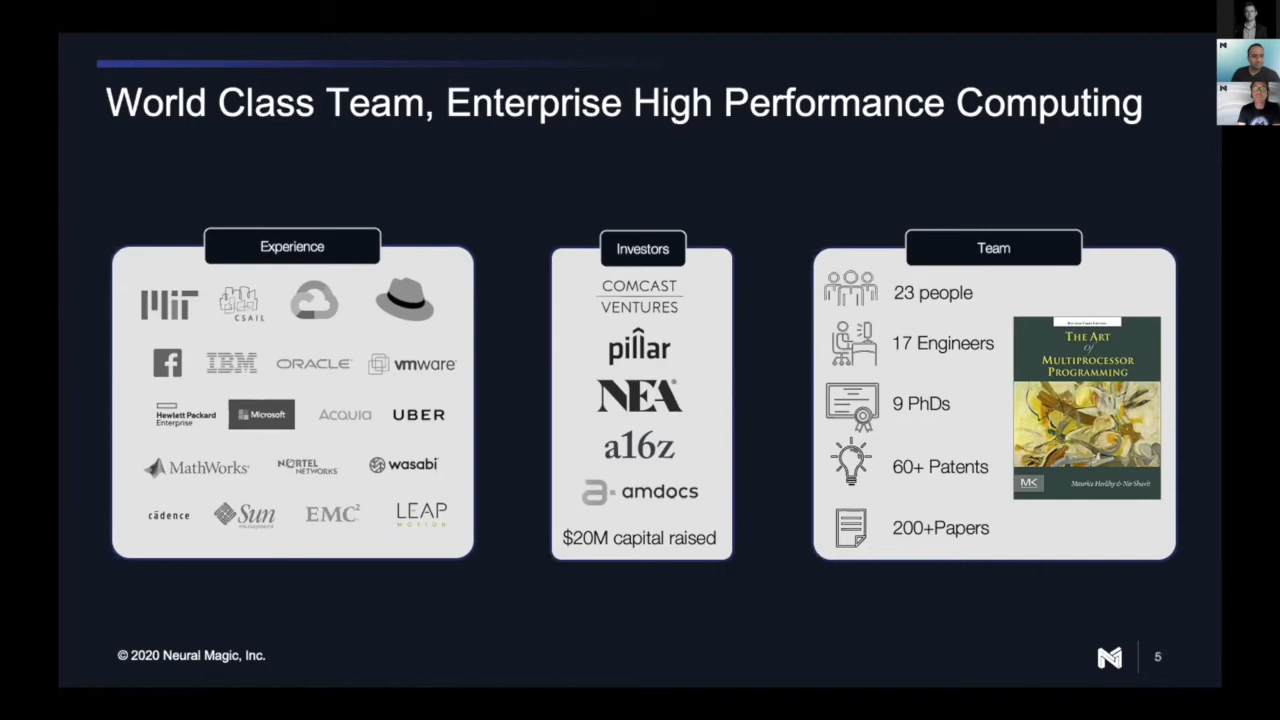 World Class Team, Enterprise High Performance Computing
Experience
MIT
CSAIL
IBM
ORACLE
vmware
Hewlett Packard
Enterprise
Microsoft
ACQUIA
UBER
MathWorks
NORTEL
NETWORKS
wasabi
cādence
Sun
EMC²
LEAP
MOTION
Investors
COMCAST
VENTURES
pillar
NEA
a16z
amdocs
$20M capital raised
Team
23 people
17 Engineers
9 PhDs
60+ Patents
200+Papers
THE ART
of
MULTIPROCESSOR
PROGRAMMING
MK
Maurice Herlihy & Nir Shavit
© 2020 Neural Magic, Inc.
5